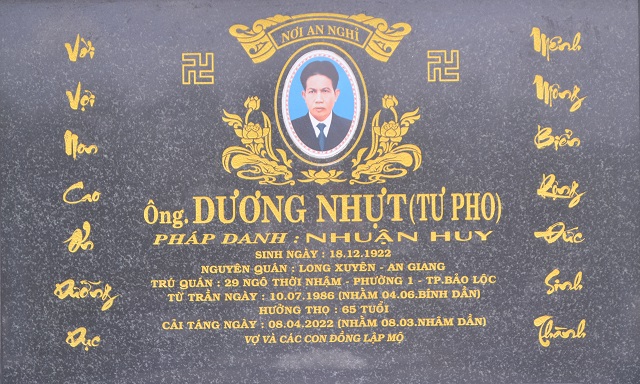 NƠI AN NGHỈ
Vời
Vợi
Non
Cao
Ơn
Dưỡng
Dục
Mênh
Mông
Biển
Rộng
Đức
Sinh
Thành
Ông. DƯƠNG NHỰT (TƯ PHO)
PHÁP DANH : NHUẬN HUY
SINH NGÀY : 18.12.1922
NGUYÊN QUÁN : LONG XUYÊN - AN GIANG
TRÚ QUÁN : 29 NGÔ THỜI NHẬM - PHƯỜNG 1 - TP.BẢO LỘC
TỪ TRẦN NGÀY : 10.07.1986 (NHẰM 04.06.BÍNH DẦN)
HƯỞNG THỌ : 65 TUỔI
CẢI TÁNG NGÀY : 08.04.2022 (NHẰM 08.03.NHÂM DẦN)
VỢ VÀ CÁC CON ĐỒNG LẬP MỘ